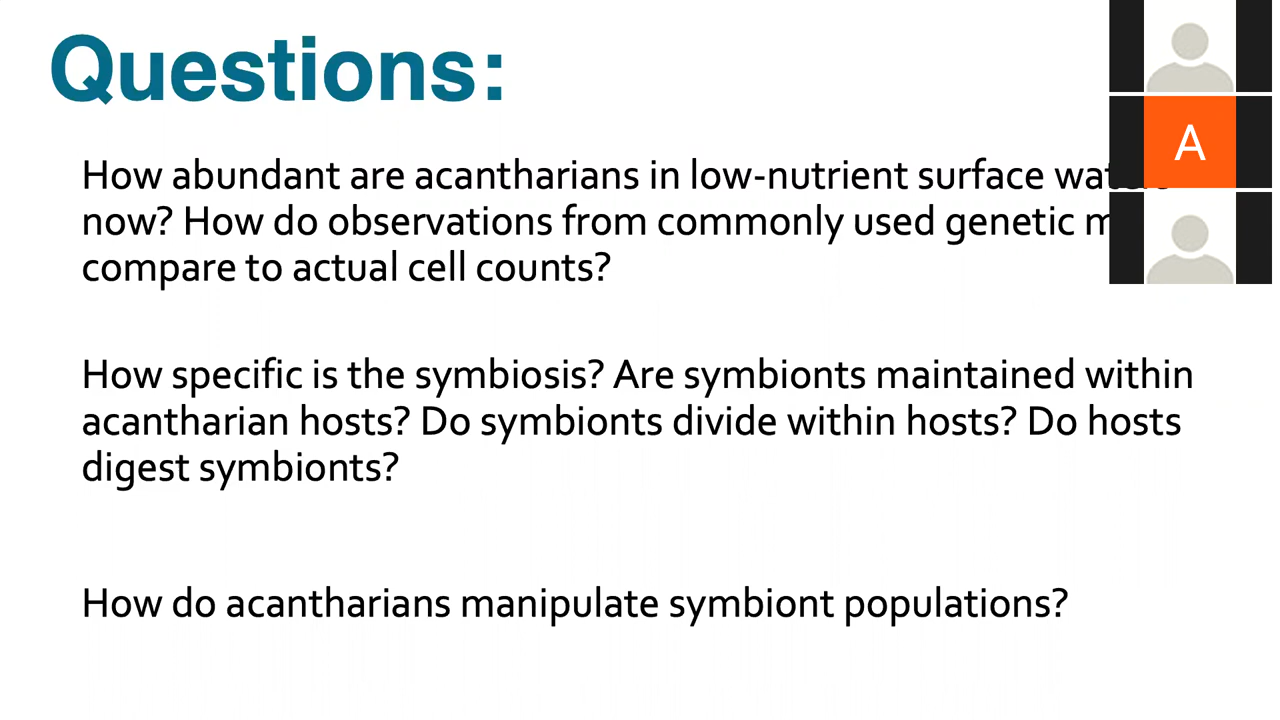 Questions:
A
How abundant are acantharians in low-nutrient surface
now? How do observations from commonly used genetic
compare to actual cell counts?
How specific is the symbiosis? Are symbionts maintained within
acantharian hosts? Do symbionts divide within hosts? Do hosts
digest symbionts?
How do acantharians manipulate symbiont populations?